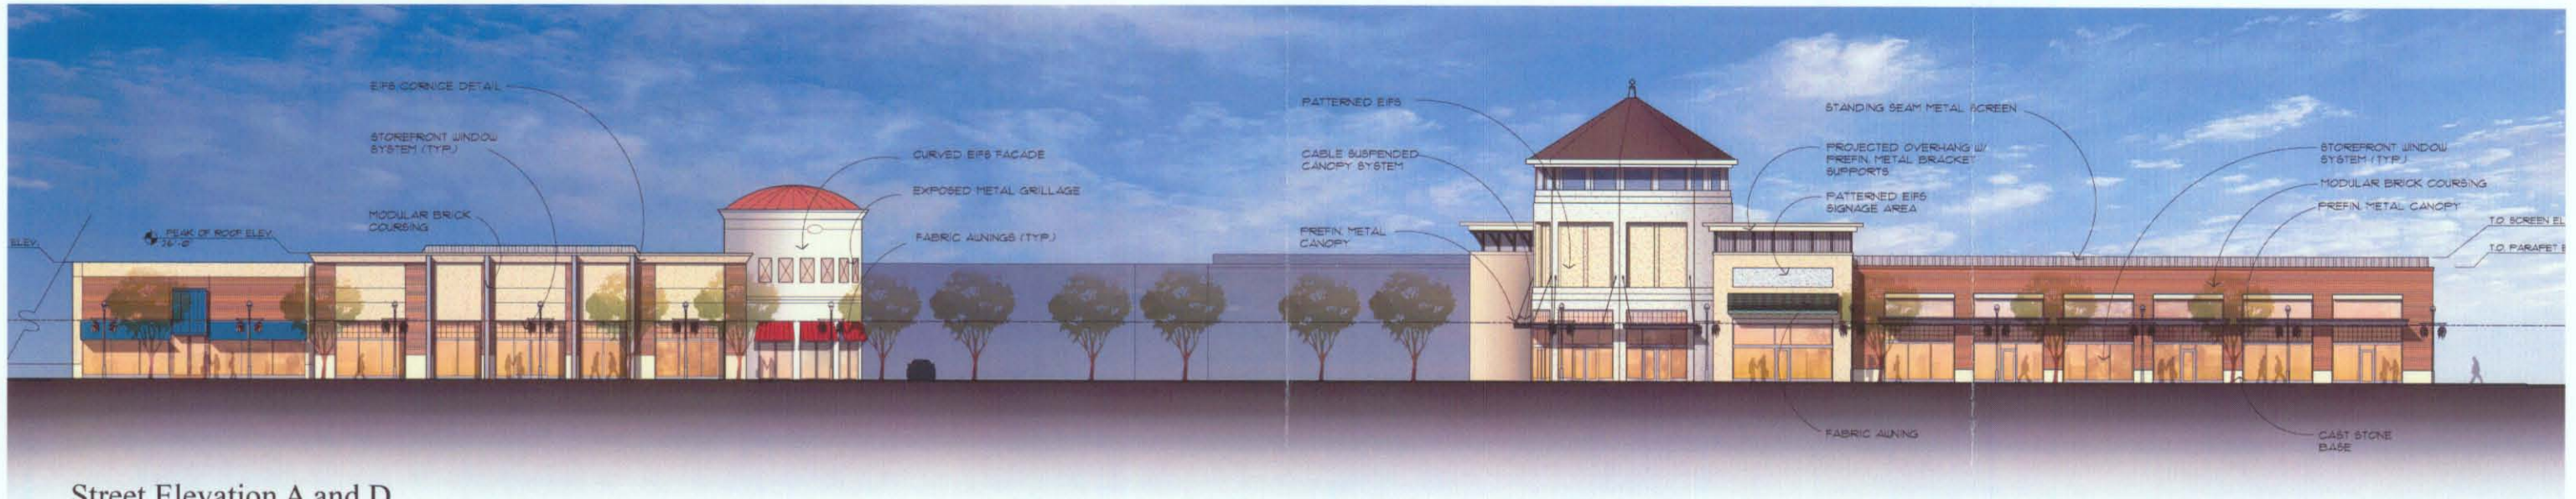 EIFS CORNICE DETAIL
STOREFRONT WINDOW
SYSTEM (TYP.)
MODULAR BRICK
COURSING
ELEV.
PEAK OF ROOF ELEV.
CURVED EIFS FACADE
EXPOSED METAL GRILLAGE
FABRIC AWNINGS (TYP.)
PATTERNED EIFS
CABLE SUSPENDED
CANOPY SYSTEM
PREFIN. METAL
CANOPY
STANDING SEAM METAL SCREEN
PROJECTED OVERHANG W/
PREFIN. METAL BRACKET
SUPPORTS
PATTERNED EIFS
SIGNAGE AREA
STOREFRONT WINDOW
SYSTEM (TYP.)
MODULAR BRICK COURSING
PREFIN. METAL CANOPY
T.O. SCREEN EL
T.O. PARAPET E
FABRIC AWNING
CAST STONE
BASE
Street Elevation A and D